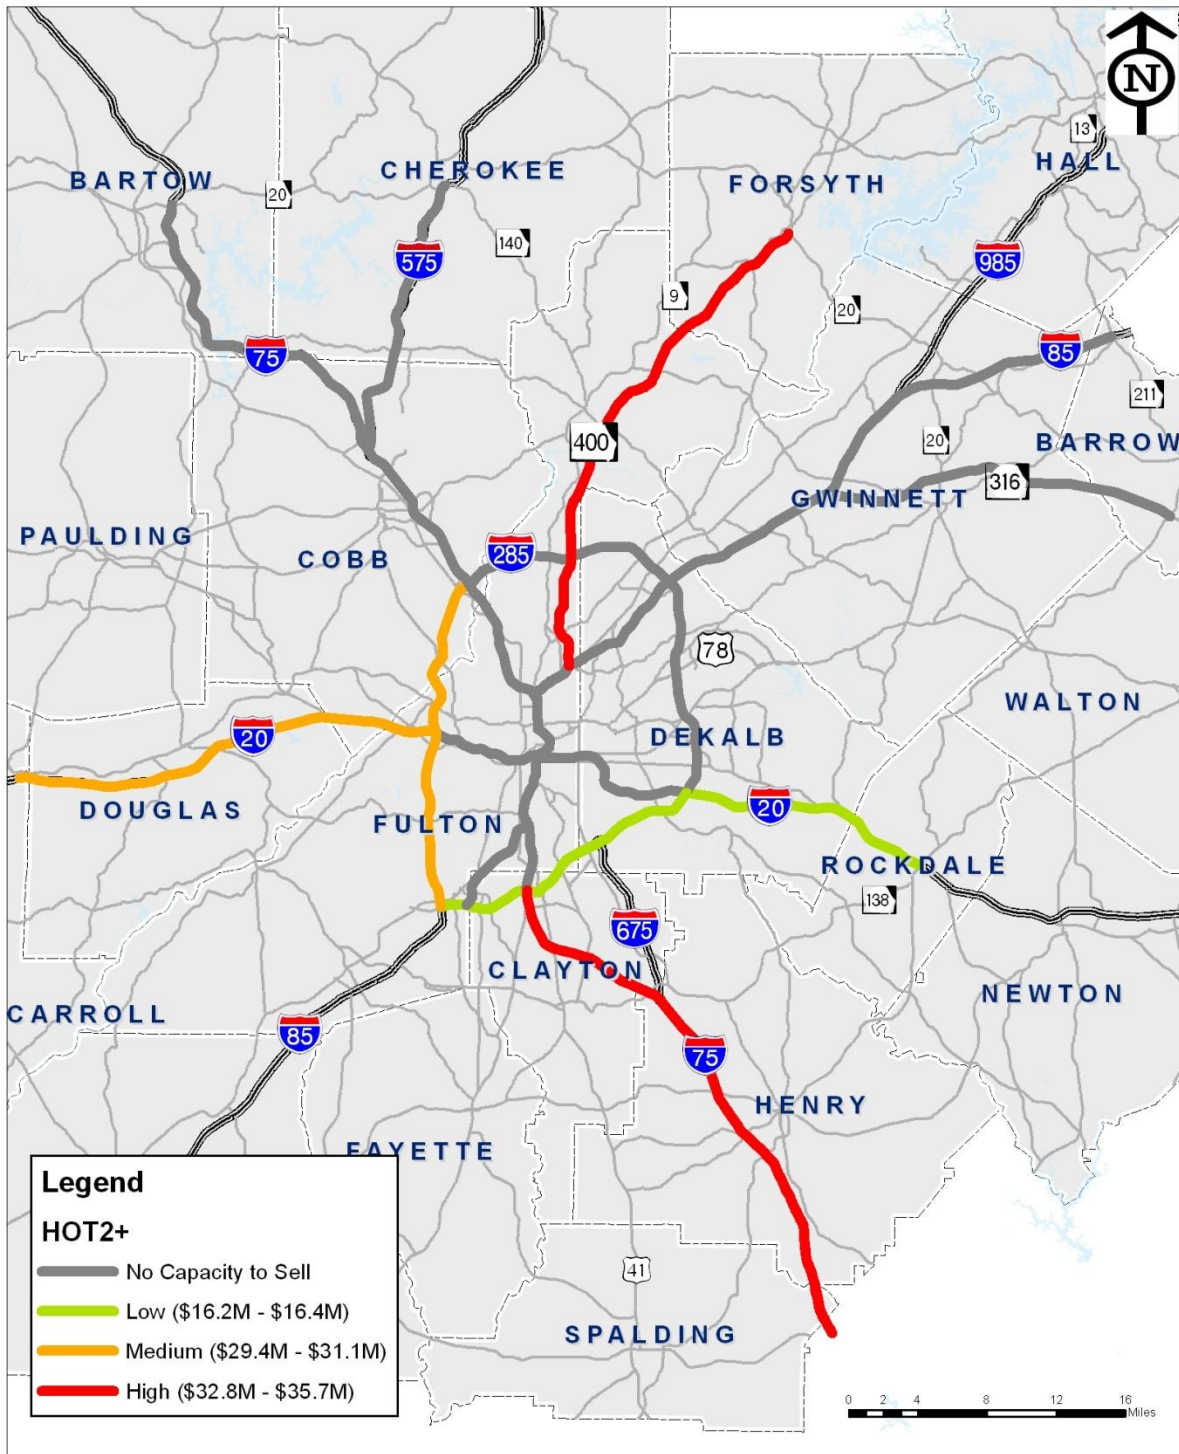 N
13
HALL
BARTOW
CHEROKEE
FORSYTH
20
140
575
985
9
20
75
85
211
400
20
BARROW
316
GWINNETT
PAULDING
COBB
285
78
WALTON
20
DEKALB
DOUGLAS
FULTON
20
ROCKDALE
138
675
CLAYTON
NEWTON
CARROLL
85
75
HENRY
FAYETTE
41
SPALDING
Legend
HOT2+
No Capacity to Sell
Low ($16.2M - $16.4M)
Medium ($29.4M - $31.1M)
High ($32.8M - $35.7M)
0 2 4 8 12 16
Miles